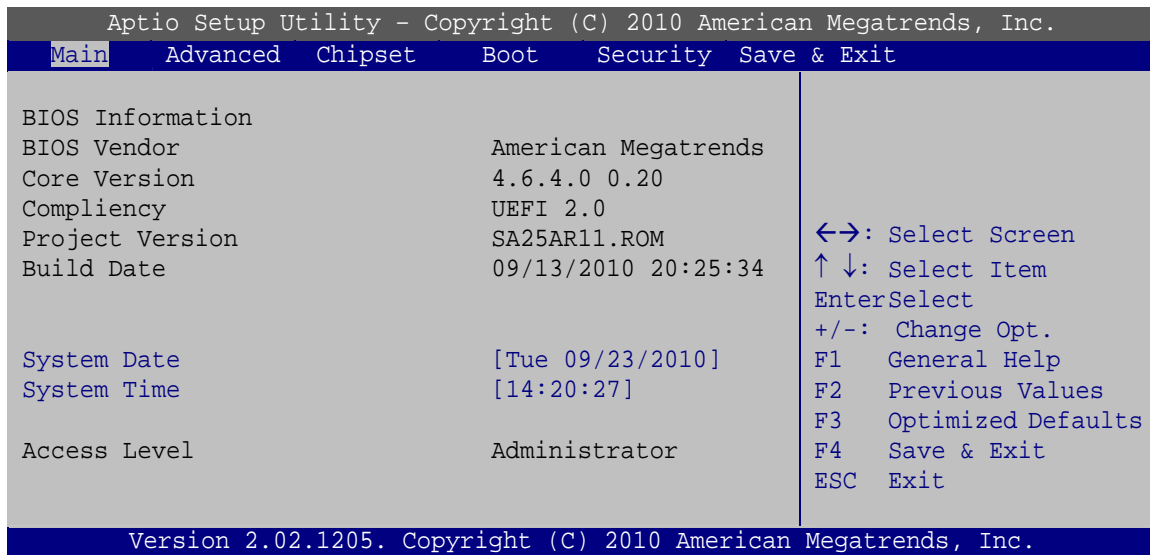 Aptio Setup Utility – Copyright (C) 2010 American Megatrends, Inc.
Main Advanced Chipset Boot Security Save & Exit
BIOS Information
BIOS Vendor American Megatrends
Core Version 4.6.4.0 0.20
Compliency UEFI 2.0
Project Version SA25AR11.ROM
Build Date 09/13/2010 20:25:34
System Date [Tue 09/23/2010]
System Time [14:20:27]
Access Level Administrator
←→: Select Screen
↑ ↓: Select Item
EnterSelect
+/-: Change Opt.
F1 General Help
F2 Previous Values
F3 Optimized Defaults
F4 Save & Exit
ESC Exit
Version 2.02.1205. Copyright (C) 2010 American Megatrends, Inc.